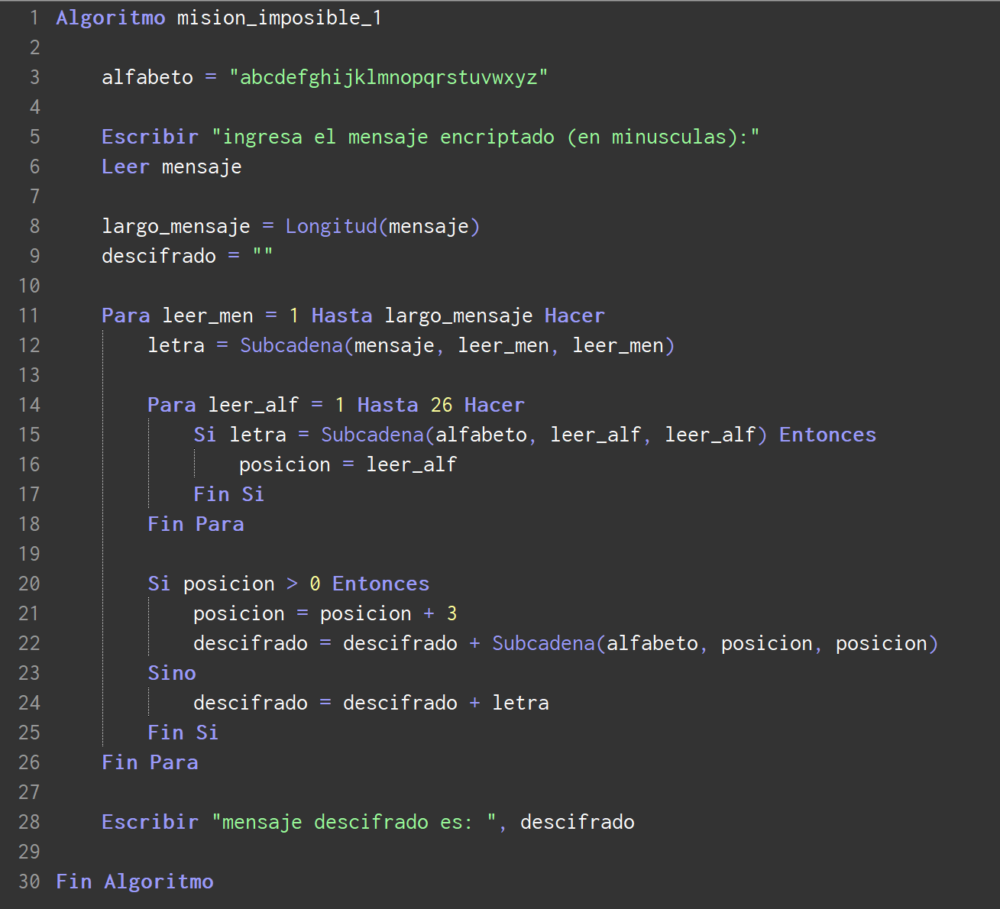 1 Algoritmo mision_imposible_1
2
3 alfabeto = "abcdefghijklmnopqrstuvwxyz"
4
5 Escribir "ingresa el mensaje encriptado (en minusculas):"
6 Leer mensaje
7
8 largo_mensaje = Longitud(mensaje)
9 descifrado = ""
10
11 Para leer_men = 1 Hasta largo_mensaje Hacer
12 letra = Subcadena(mensaje, leer_men, leer_men)
13
14 Para leer_alf = 1 Hasta 26 Hacer
15 Si letra = Subcadena(alfabeto, leer_alf, leer_alf) Entonces
16 posicion = leer_alf
17 Fin Si
18 Fin Para
19
20 Si posicion > 0 Entonces
21 posicion = posicion + 3
22 descifrado = descifrado + Subcadena(alfabeto, posicion, posicion)
23 Sino
24 descifrado = descifrado + letra
25 Fin Si
26 Fin Para
27
28 Escribir "mensaje descifrado es: ", descifrado
29
30 Fin Algoritmo